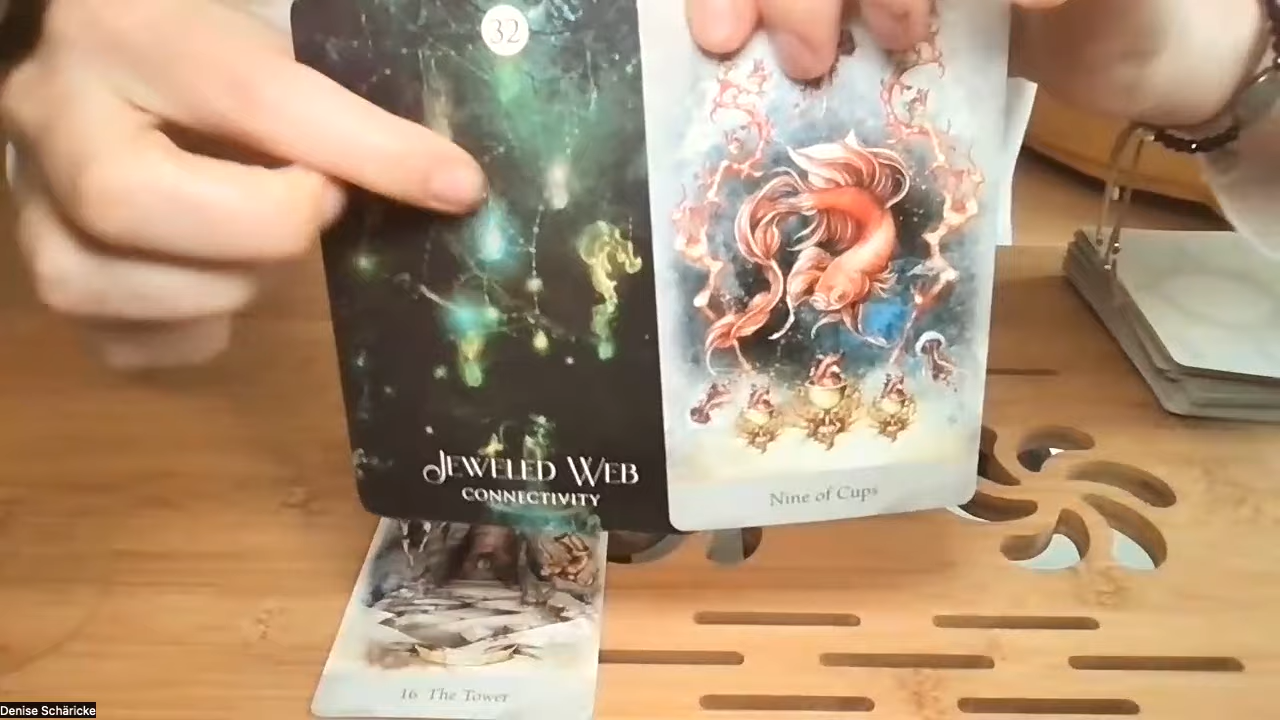 32
JEWELED WEB
CONNECTIVITY
Nine of Cups
16 The Tower
Denise Schäricke